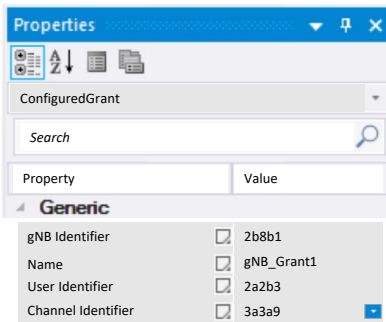 Properties
ConfiguredGrant
Search
Property Value
Generic
gNB Identifier 2b8b1
Name gNB_Grant1
User Identifier 2a2b3
Channel Identifier 3a3a9